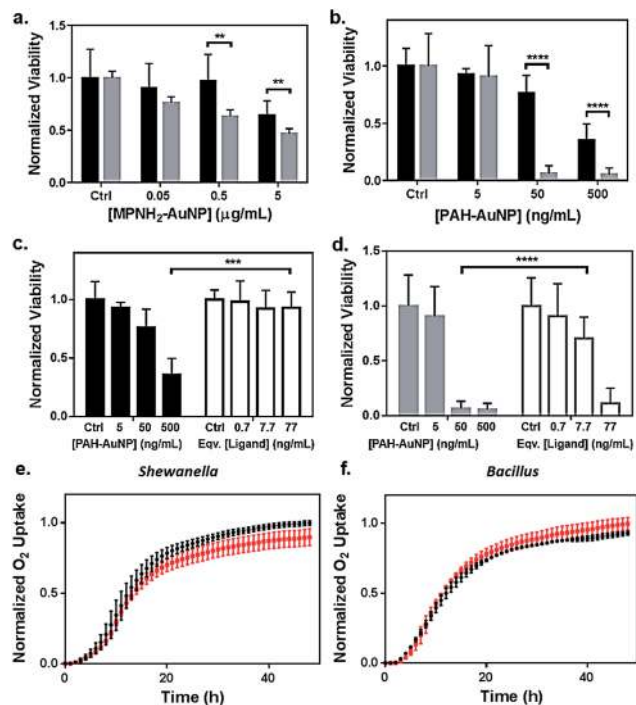 a.
b.
Normalized Viability
1.5
1.0
0.5
0.0
**
**
Ctrl 0.05 0.5 5
[MPNH₂-AuNP] (μg/mL)
Normalized Viability
1.5
1.0
0.5
0.0
****
****
Ctrl 5 50 500
[PAH-AuNP] (ng/mL)
c.
d.
Normalized Viability
1.5
1.0
0.5
0.0
***
Ctrl 5 50 500 Ctrl 0.7 7.7 77
[PAH-AuNP] (ng/mL) Eqv. [Ligand] (ng/mL)
Normalized Viability
1.5
1.0
0.5
0.0
****
Ctrl 5 50 500 Ctrl 0.7 7.7 77
[PAH-AuNP] (ng/mL) Eqv. [Ligand] (ng/mL)
e. Shewanella
f. Bacillus
Normalized O₂ Uptake
1.0
0.5
0.0
0 20 40
Time (h)
Normalized O₂ Uptake
1.0
0.5
0.0
0 20 40
Time (h)